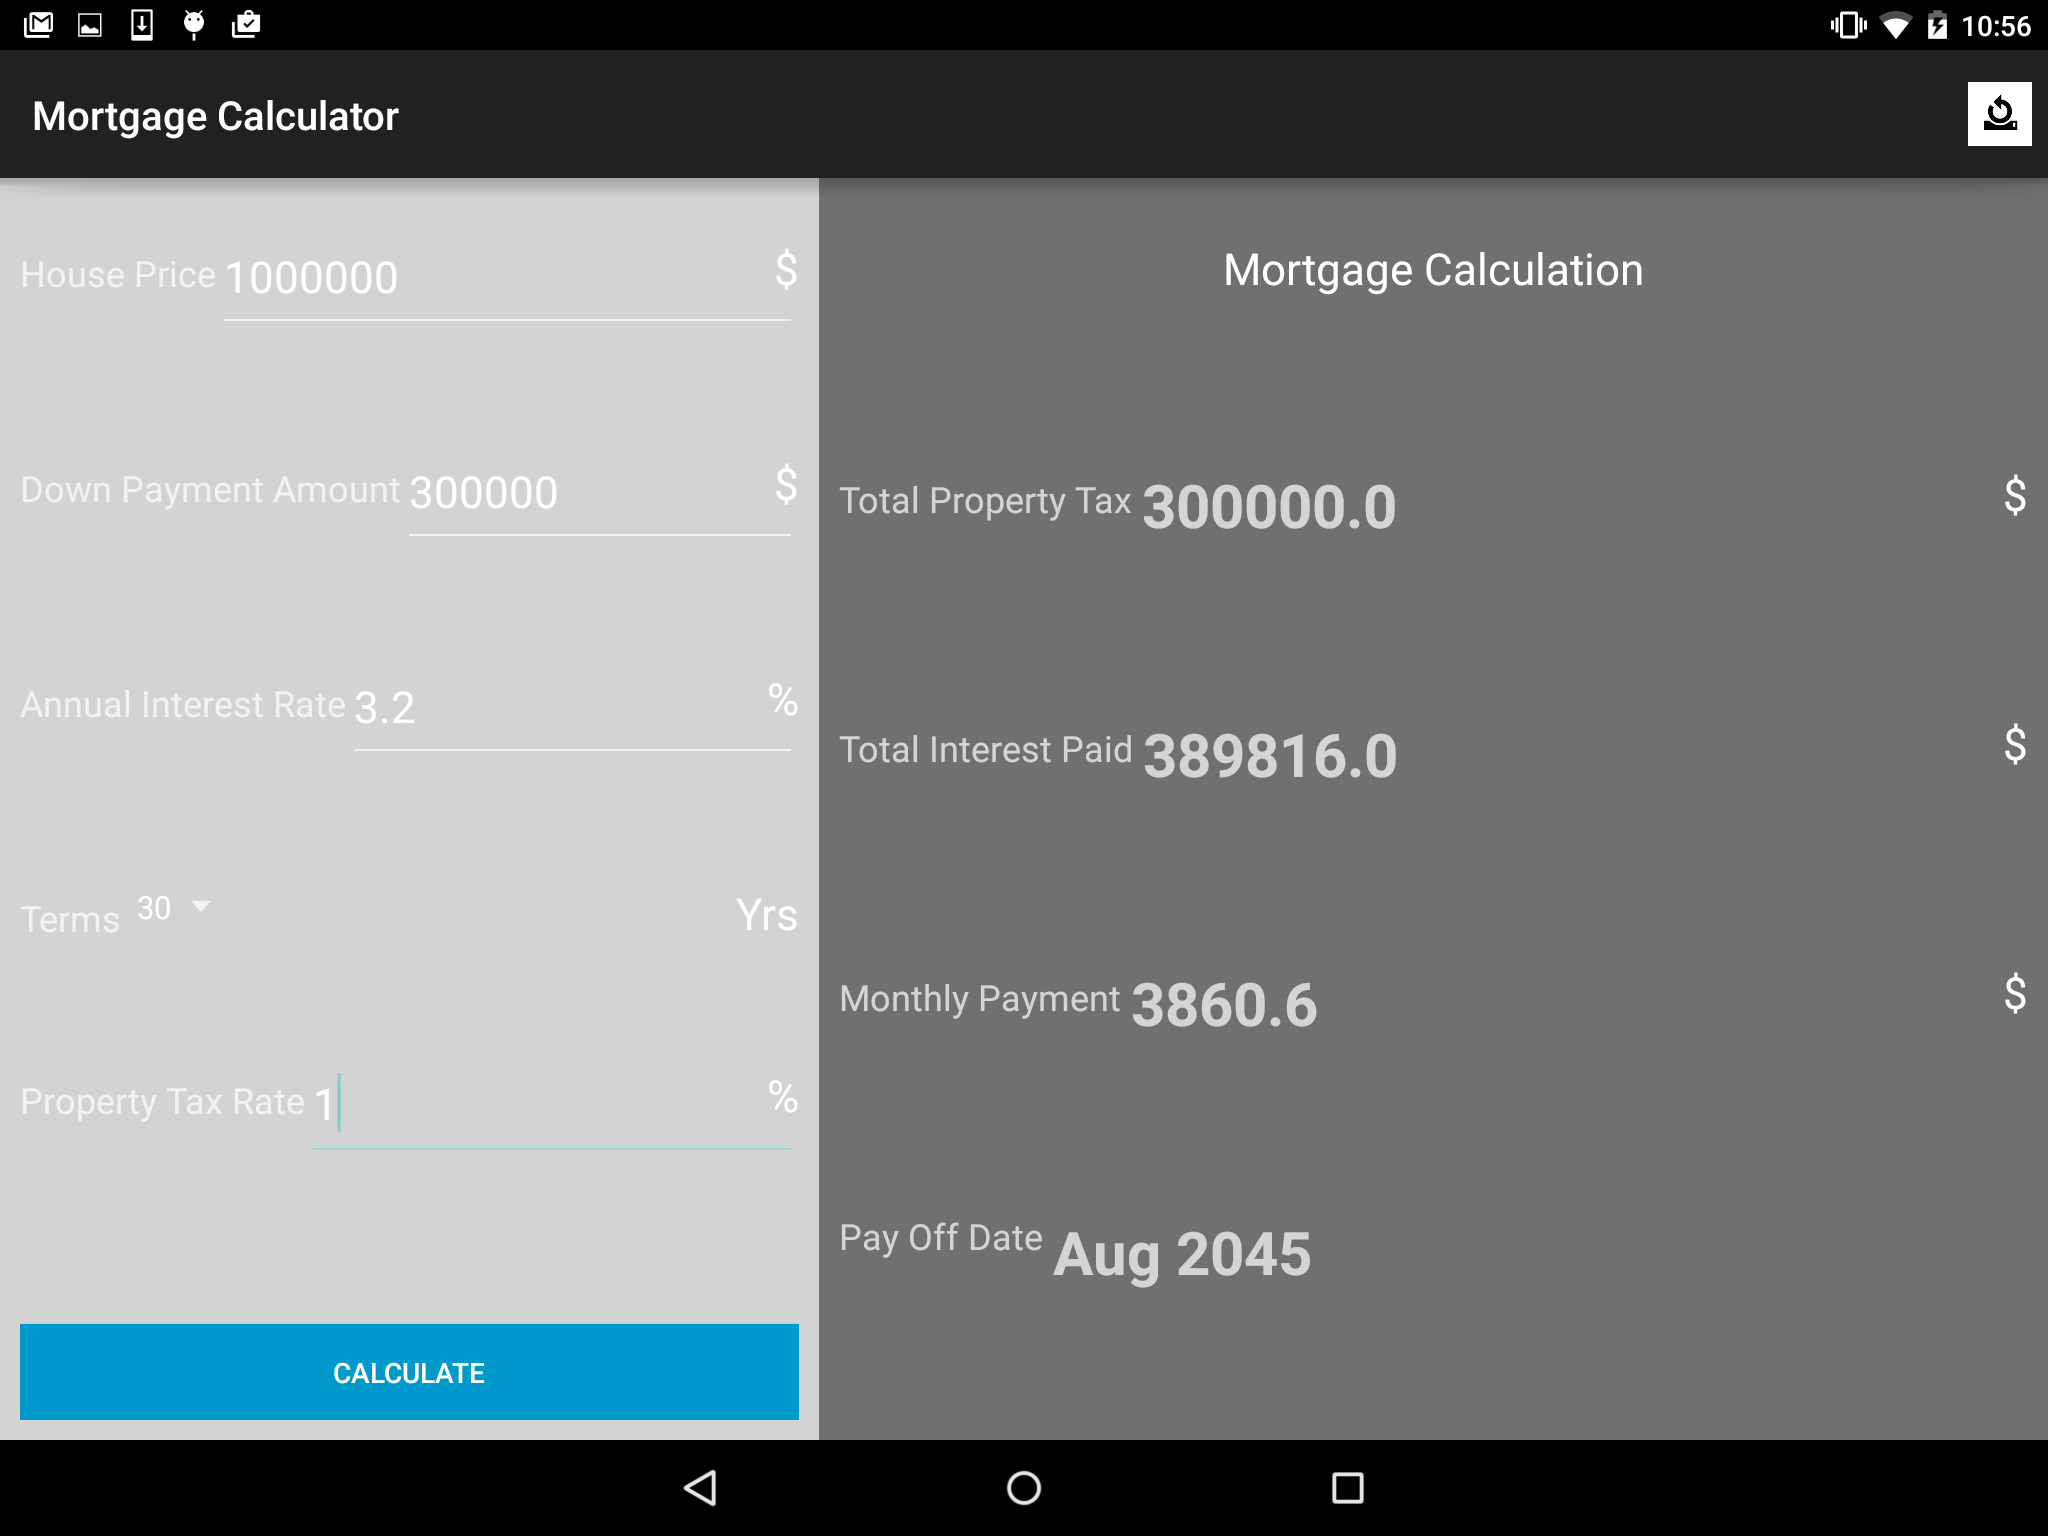 10:56
Mortgage Calculator
House Price 1000000 $
Down Payment Amount 300000 $
Annual Interest Rate 3.2 %
Terms 30 Yrs
Property Tax Rate 1 %
CALCULATE
Mortgage Calculation
Total Property Tax 300000.0 $
Total Interest Paid 389816.0 $
Monthly Payment 3860.6 $
Pay Off Date Aug 2045